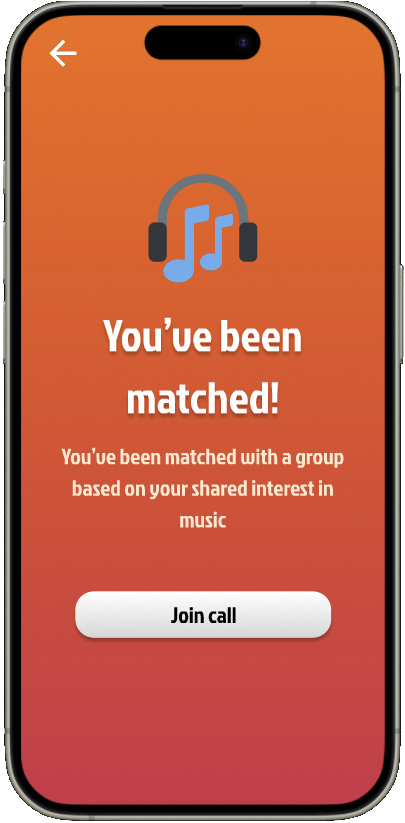 You’ve been
matched!
You’ve been matched with a group
based on your shared interest in
music
Join call